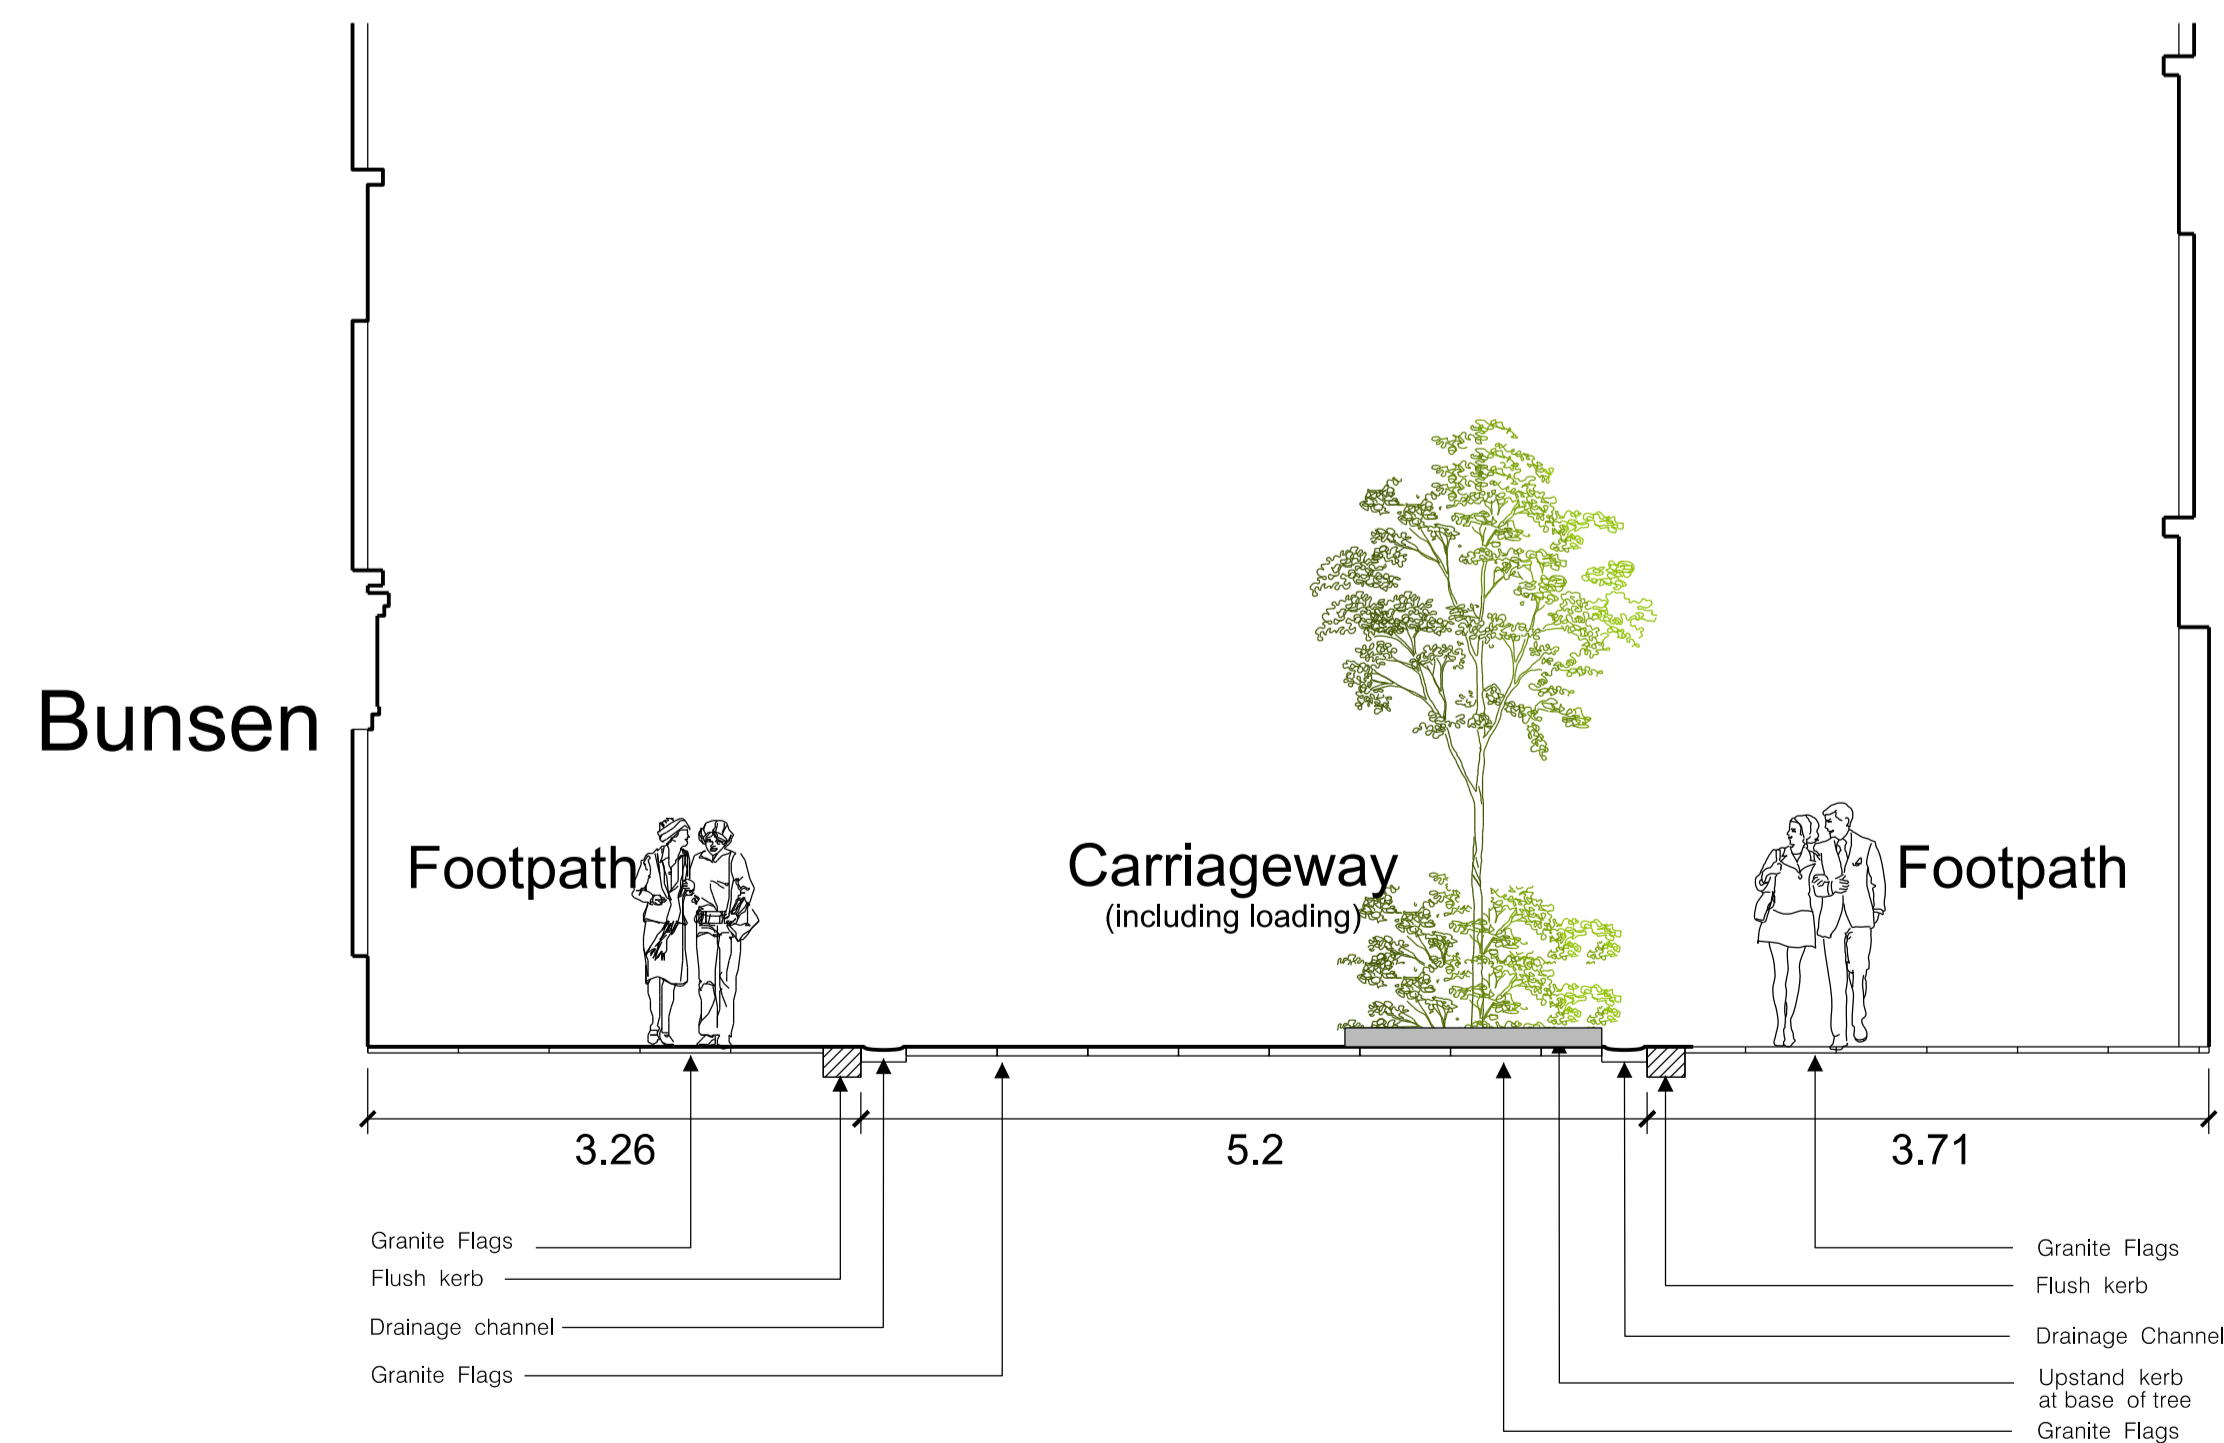 Bunsen
Footpath
Carriageway
(including loading)
Footpath
3.26
5.2
3.71
Granite Flags
Flush kerb
Drainage channel
Granite Flags
Granite Flags
Flush kerb
Drainage Channel
Upstand kerb
at base of tree
Granite Flags